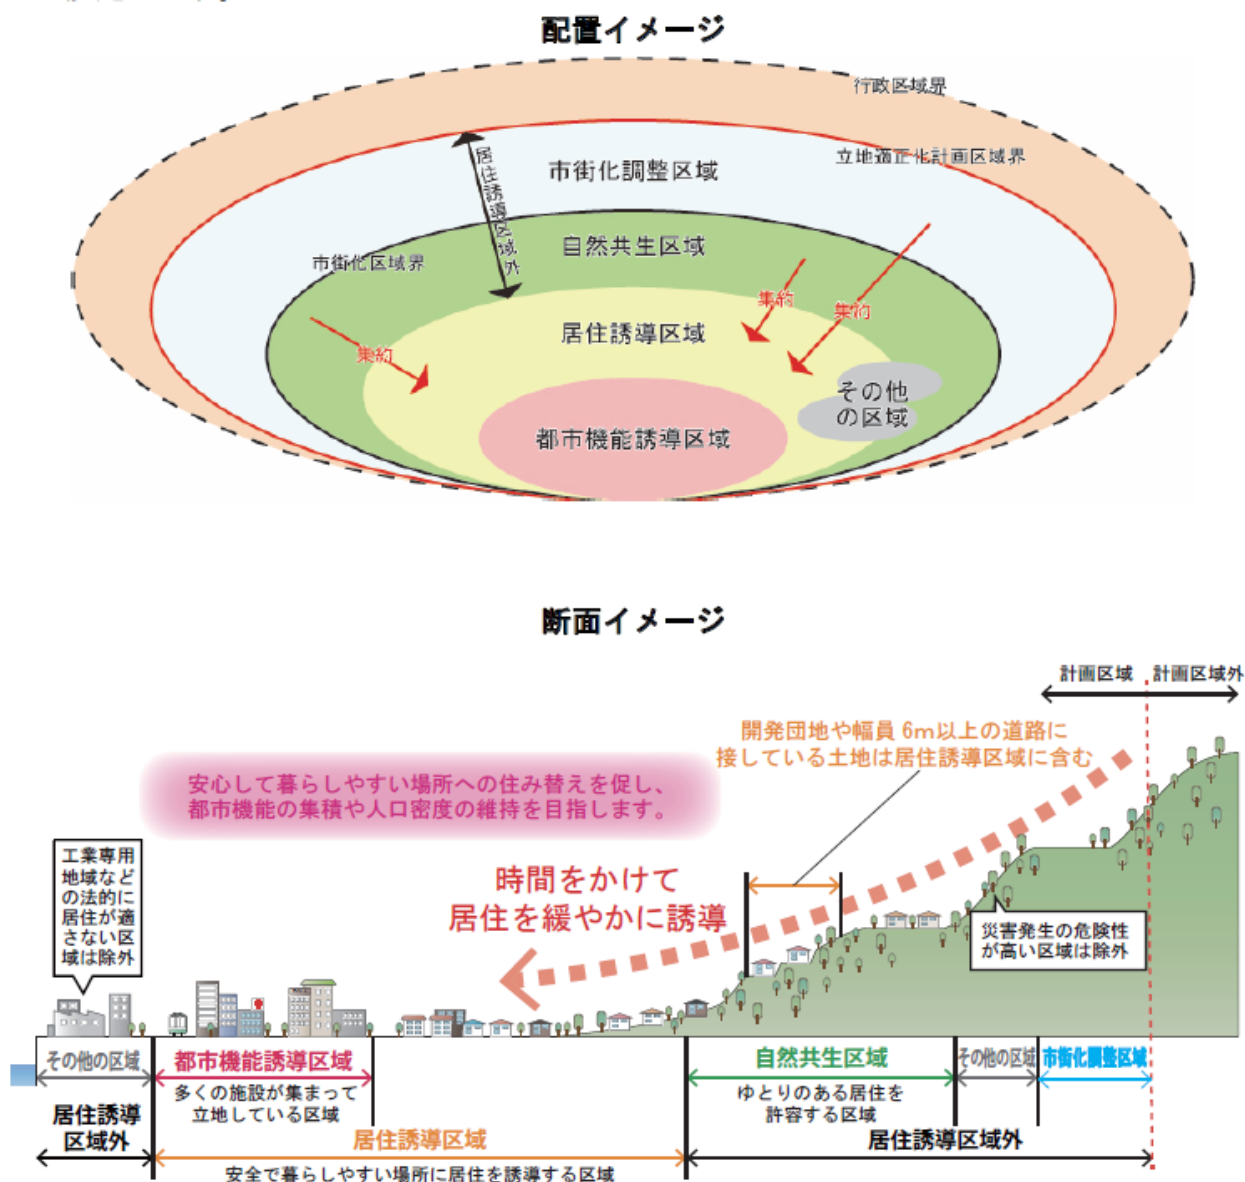 配置イメージ
行政区域界
立地適正化計画区域界
市街化調整区域
居住誘導区域外
自然共生区域
市街化区域界
集約
集約
集約
居住誘導区域
その他
の区域
都市機能誘導区域
断面イメージ
計画区域
計画区域外
開発団地や幅員 6m以上の道路に
接している土地は居住誘導区域に含む
安心して暮らしやすい場所への住み替えを促し、
都市機能の集積や人口密度の維持を目指します。
工業専用
地域など
の法的に
居住が適
さない区
域は除外
時間をかけて
居住を緩やかに誘導
災害発生の危険性
が高い区域は除外
その他の区域
都市機能誘導区域
多くの施設が集まって
立地している区域
自然共生区域
ゆとりのある居住を
許容する区域
その他の区域
市街化調整区域
居住誘導
区域外
居住誘導区域
安全で暮らしやすい場所に居住を誘導する区域
居住誘導区域外